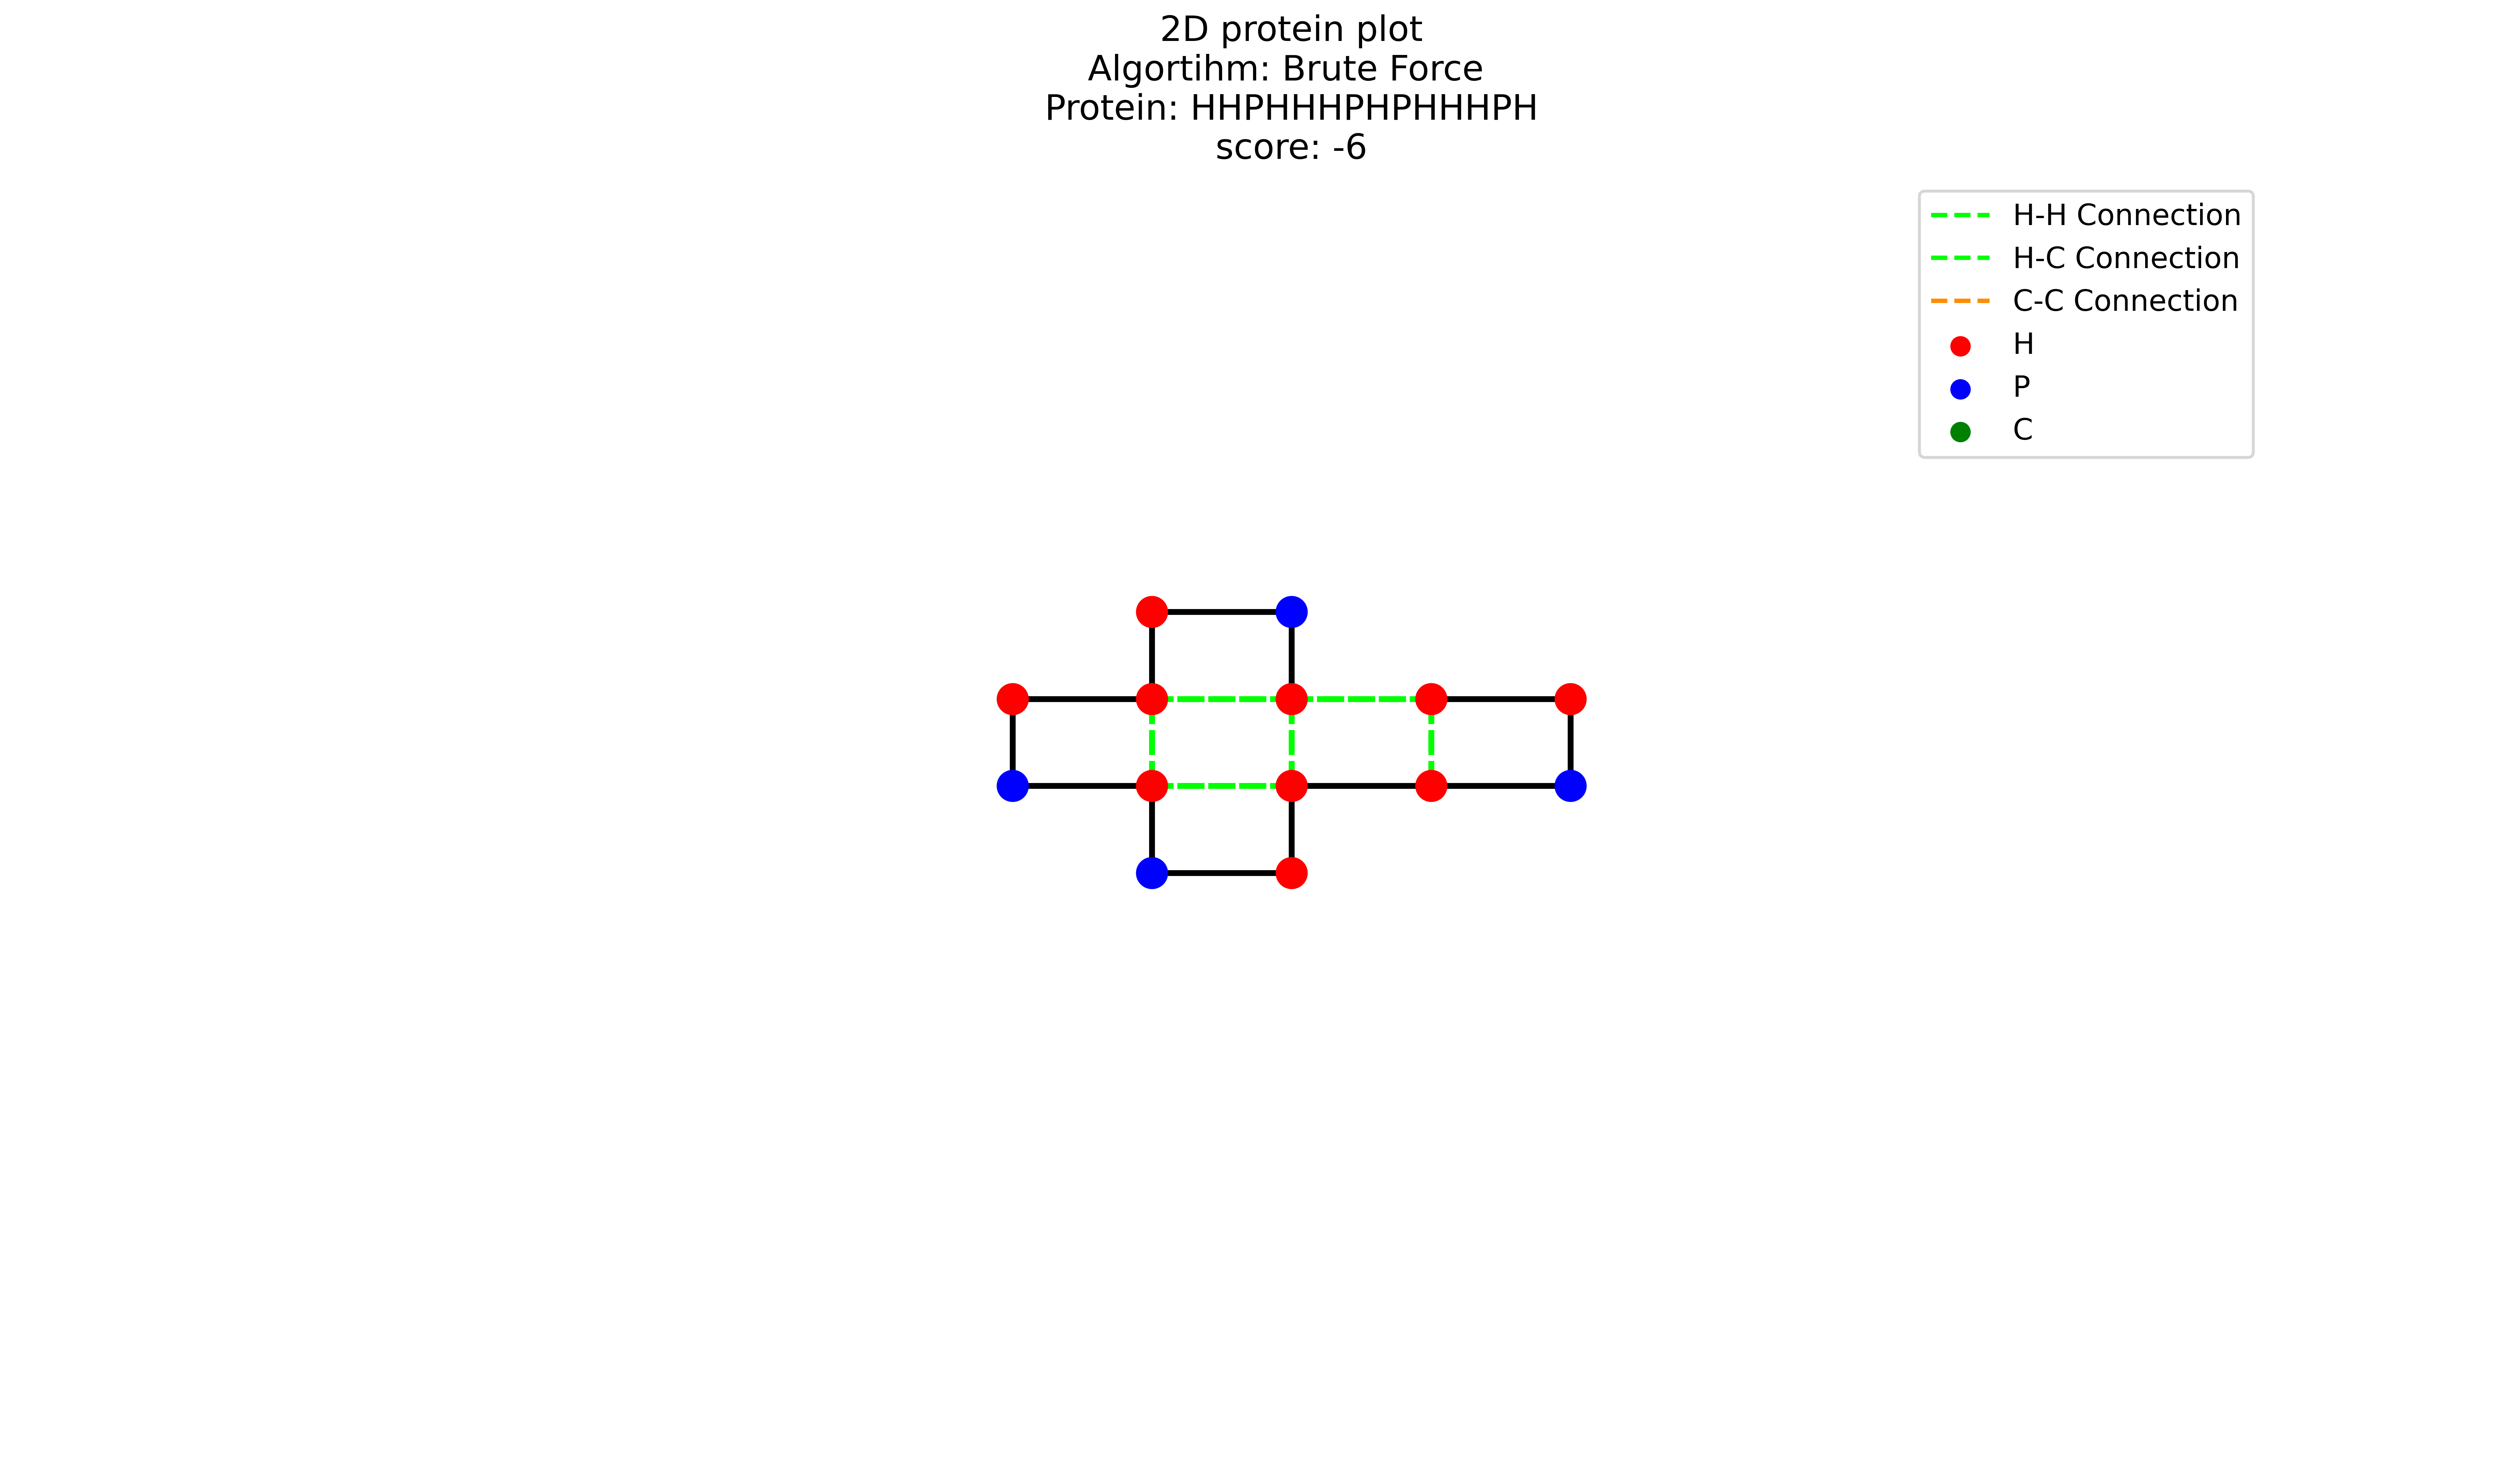 2D protein plot
Algortihm: Brute Force
Protein: HHPHHHPHPHHHPH
score: -6
H-H Connection
H-C Connection
C-C Connection
H
P
C